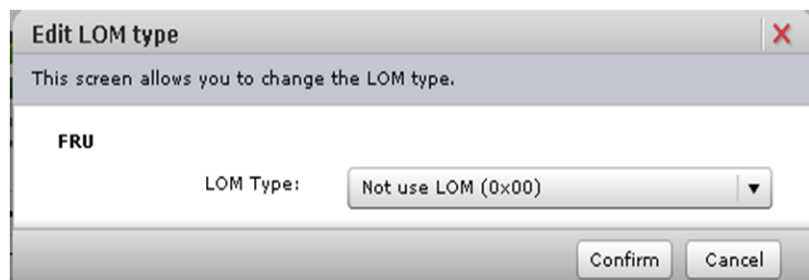 Edit LOM type
This screen allows you to change the LOM type.
FRU
LOM Type: Not use LOM (0x00)
Confirm Cancel